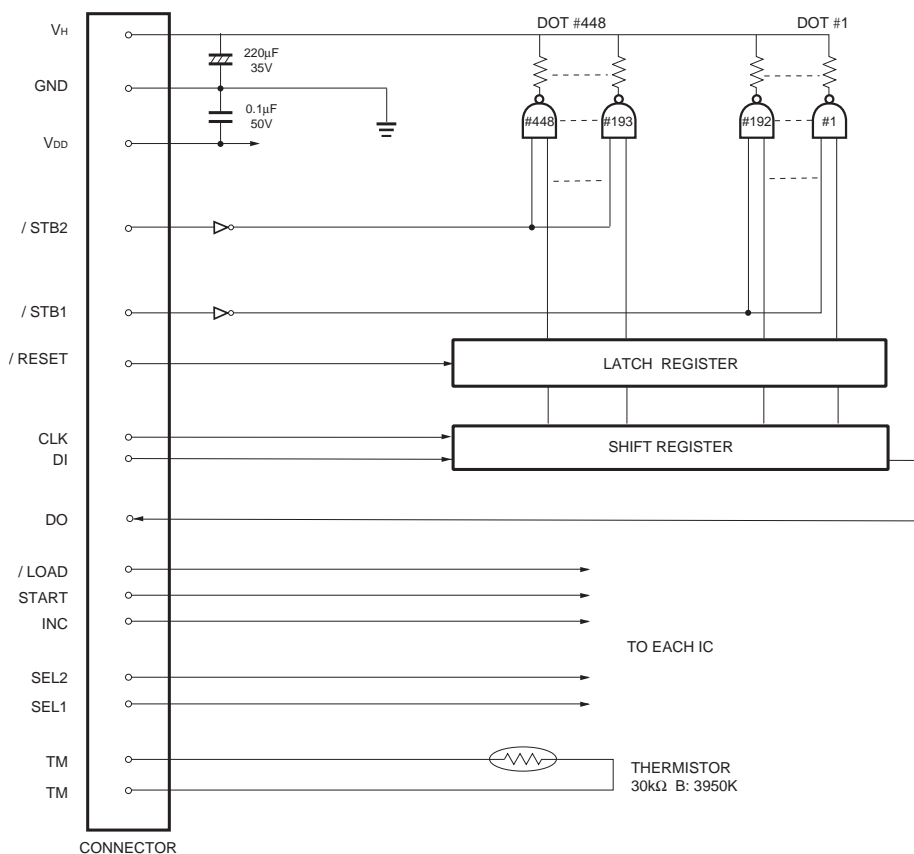 DOT #448
DOT #1
VH
220μF
35V
GND
0.1μF
50V
#448
#193
#192
#1
VDD
/ STB2
/ STB1
/ RESET
LATCH REGISTER
CLK
SHIFT REGISTER
DI
DO
/ LOAD
START
INC
TO EACH IC
SEL2
SEL1
TM
THERMISTOR
30kΩ B: 3950K
TM
CONNECTOR